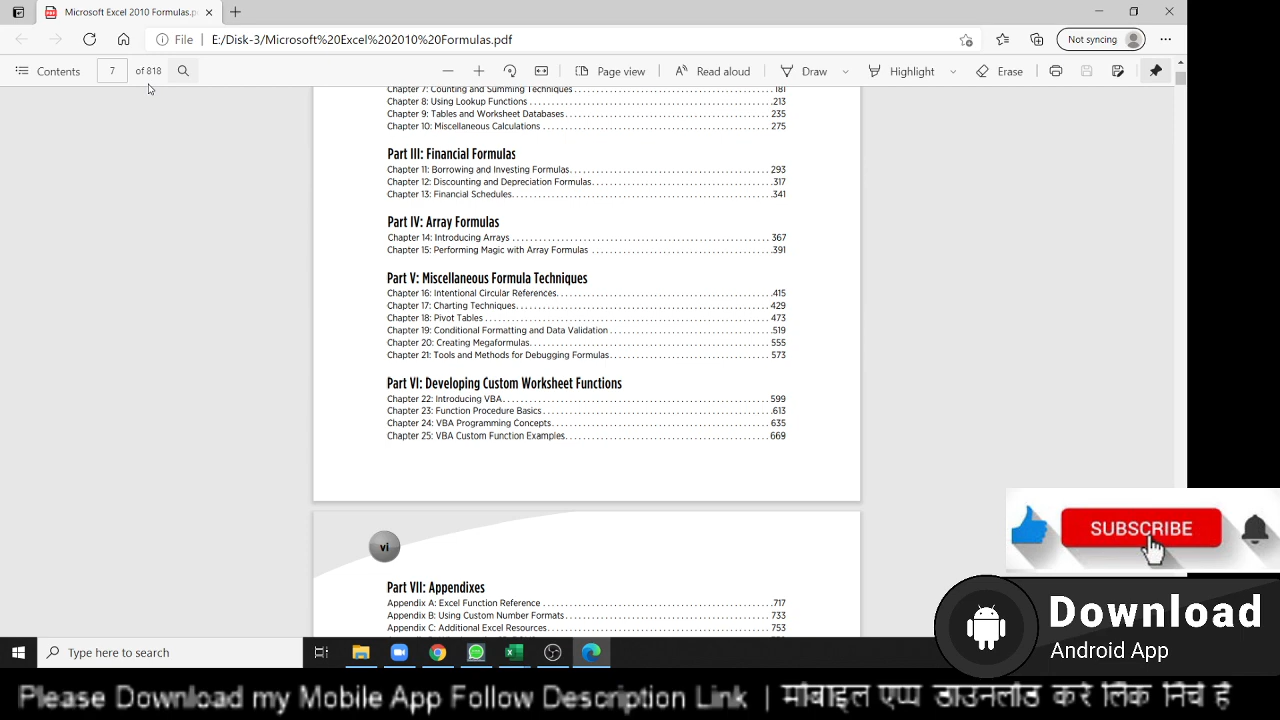 Microsoft Excel 2010 Formulas.p
File E:/Disk-3/Microsoft%20Excel%202010%20Formulas.pdf Not syncing
Contents 7 of 818 Page view Read aloud Draw Highlight Erase
Chapter 7: Counting and Summing Techniques 181
Chapter 8: Using Lookup Functions 213
Chapter 9: Tables and Worksheet Databases 235
Chapter 10: Miscellaneous Calculations 275
Part III: Financial Formulas
Chapter 11: Borrowing and Investing Formulas 293
Chapter 12: Discounting and Depreciation Formulas 317
Chapter 13: Financial Schedules 341
Part IV: Array Formulas
Chapter 14: Introducing Arrays 367
Chapter 15: Performing Magic with Array Formulas 391
Part V: Miscellaneous Formula Techniques
Chapter 16: Intentional Circular References 415
Chapter 17: Charting Techniques 429
Chapter 18: Pivot Tables 473
Chapter 19: Conditional Formatting and Data Validation 519
Chapter 20: Creating Megaformulas 555
Chapter 21: Tools and Methods for Debugging Formulas 573
Part VI: Developing Custom Worksheet Functions
Chapter 22: Introducing VBA 599
Chapter 23: Function Procedure Basics 613
Chapter 24: VBA Programming Concepts 635
Chapter 25: VBA Custom Function Examples 669
vi
Part VII: Appendixes
Appendix A: Excel Function Reference 717
Appendix B: Using Custom Number Formats 733
Appendix C: Additional Excel Resources 753
SUBSCRIBE
Download
Android App
Type here to search
Please Download my Mobile App Follow Description Link | मोबाइल एप्प डाउनलोड करे लिंक निचे है